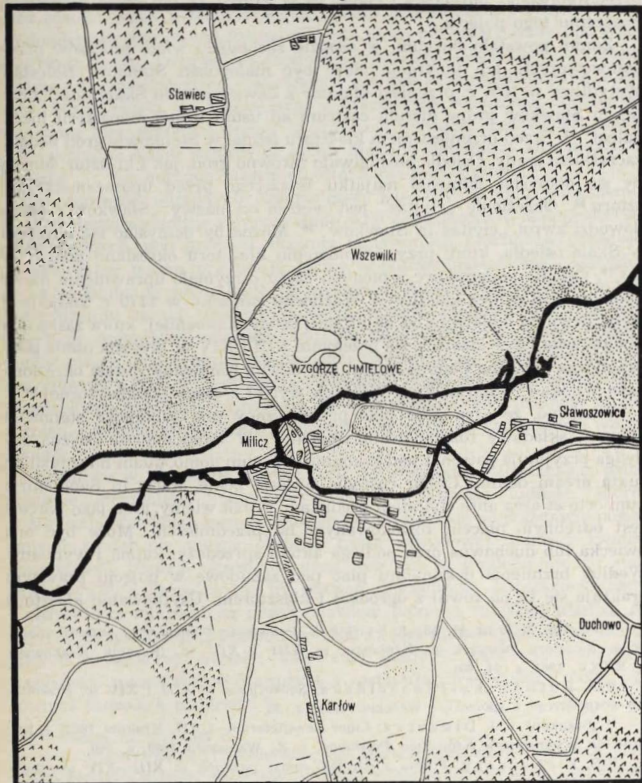 Stawiec
Wszewilki
WZGÓRZE CHMIELOWE
Sławoszowice
Milicz
Duchowo
Karłów